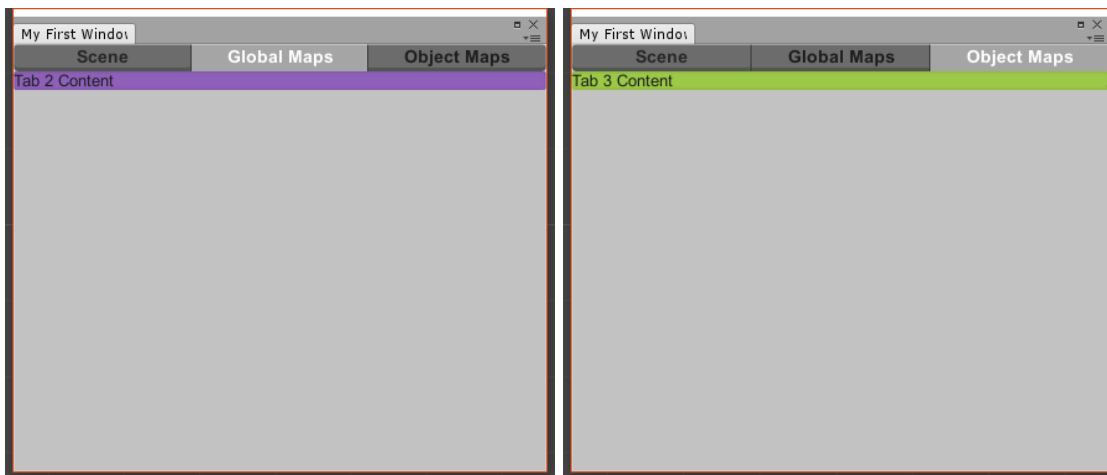 My First Windo
Scene Global Maps Object Maps
Tab 2 Content
My First Windo
Scene Global Maps Object Maps
Tab 3 Content